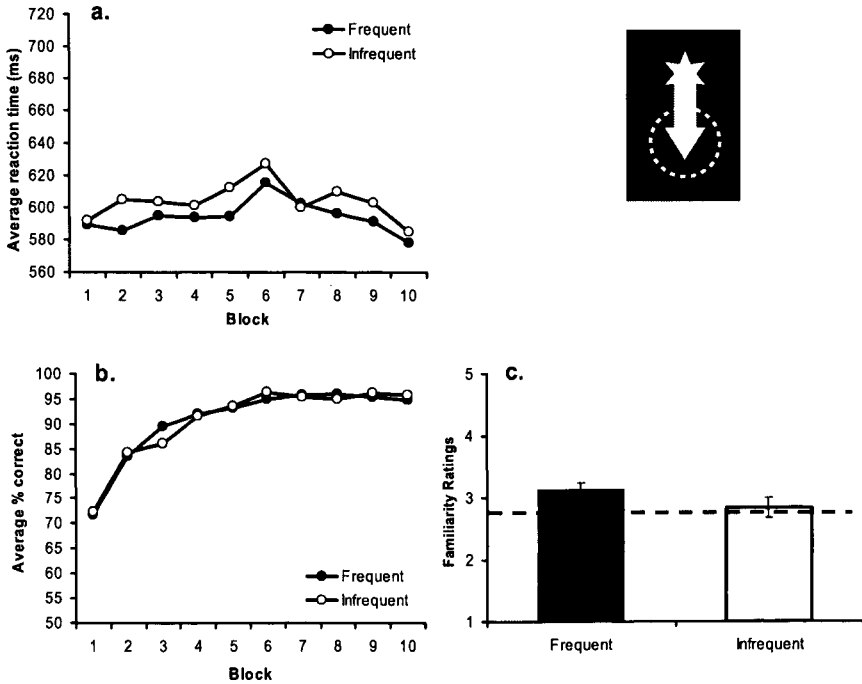 a.
Frequent
Infrequent
Average reaction time (ms)
720
700
680
660
640
620
600
580
560
1 2 3 4 5 6 7 8 9 10
Block
b.
Average % correct
100
95
90
85
80
75
70
65
60
55
50
Frequent
Infrequent
1 2 3 4 5 6 7 8 9 10
Block
c.
Familiarity Ratings
5
4
3
2
1
Frequent Infrequent